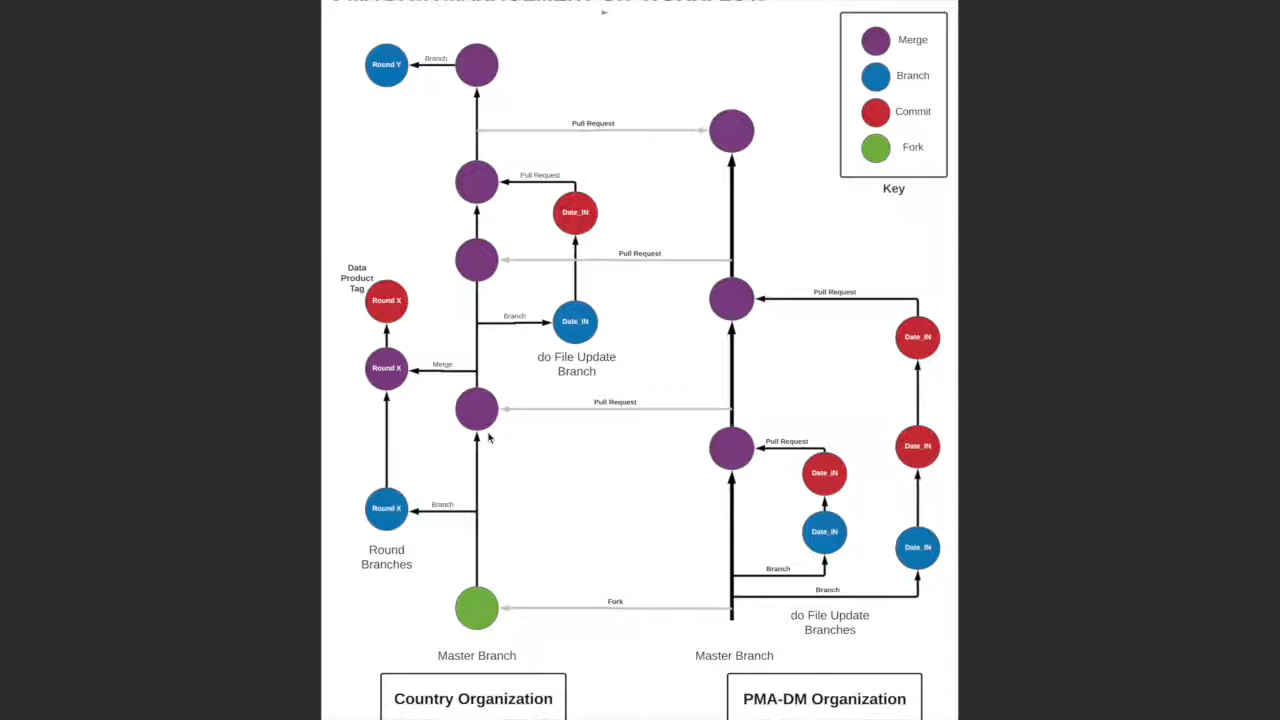 Round Y
Branch
Merge
Branch
Commit
Fork
Key
Pull Request
Pull Request
Date_IN
Pull Request
Data
Product
Tag
Round X
Branch
Date_IN
do File Update
Branch
Pull Request
Date_IN
Round X
Merge
Pull Request
Pull Request
Date_IN
Date_IN
Round X
Branch
Date_IN
Date_IN
Round
Branches
Branch
Branch
Fork
do File Update
Branches
Master Branch
Master Branch
Country Organization
PMA-DM Organization